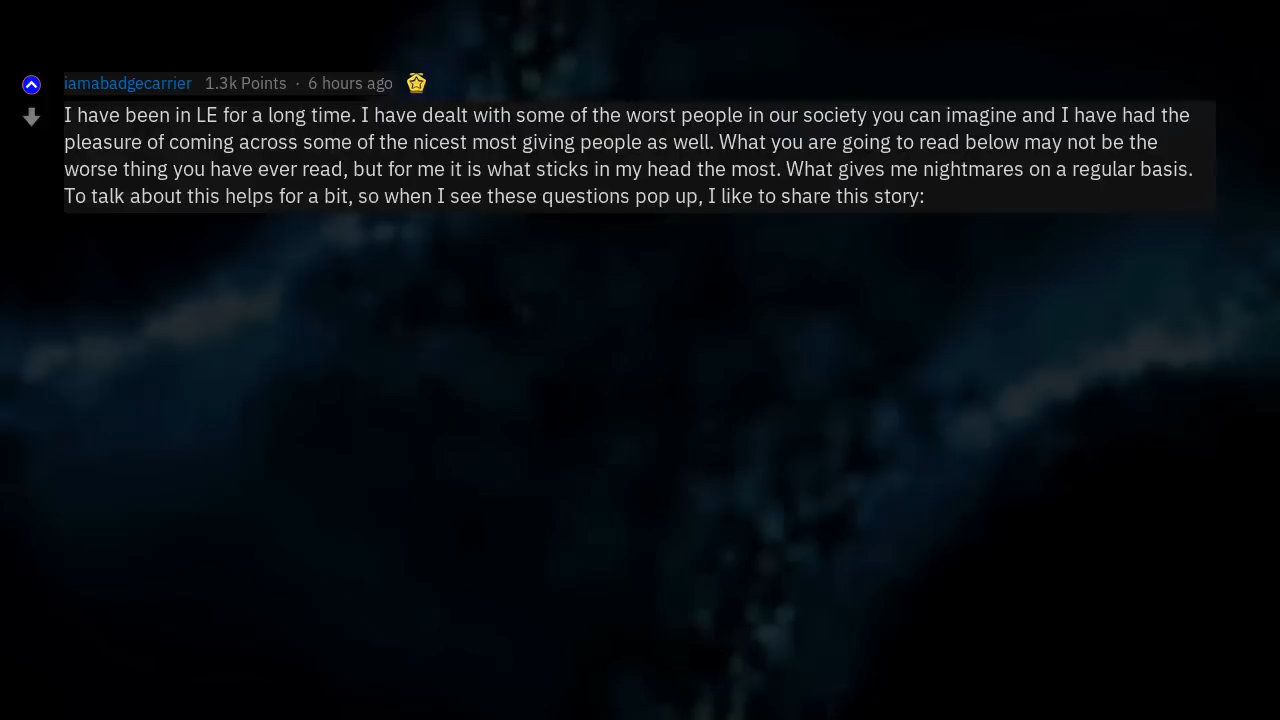 iamabadgecarrier 1.3k Points · 6 hours ago
I have been in LE for a long time. I have dealt with some of the worst people in our society you can imagine and I have had the
pleasure of coming across some of the nicest most giving people as well. What you are going to read below may not be the
worse thing you have ever read, but for me it is what sticks in my head the most. What gives me nightmares on a regular basis.
To talk about this helps for a bit, so when I see these questions pop up, I like to share this story: